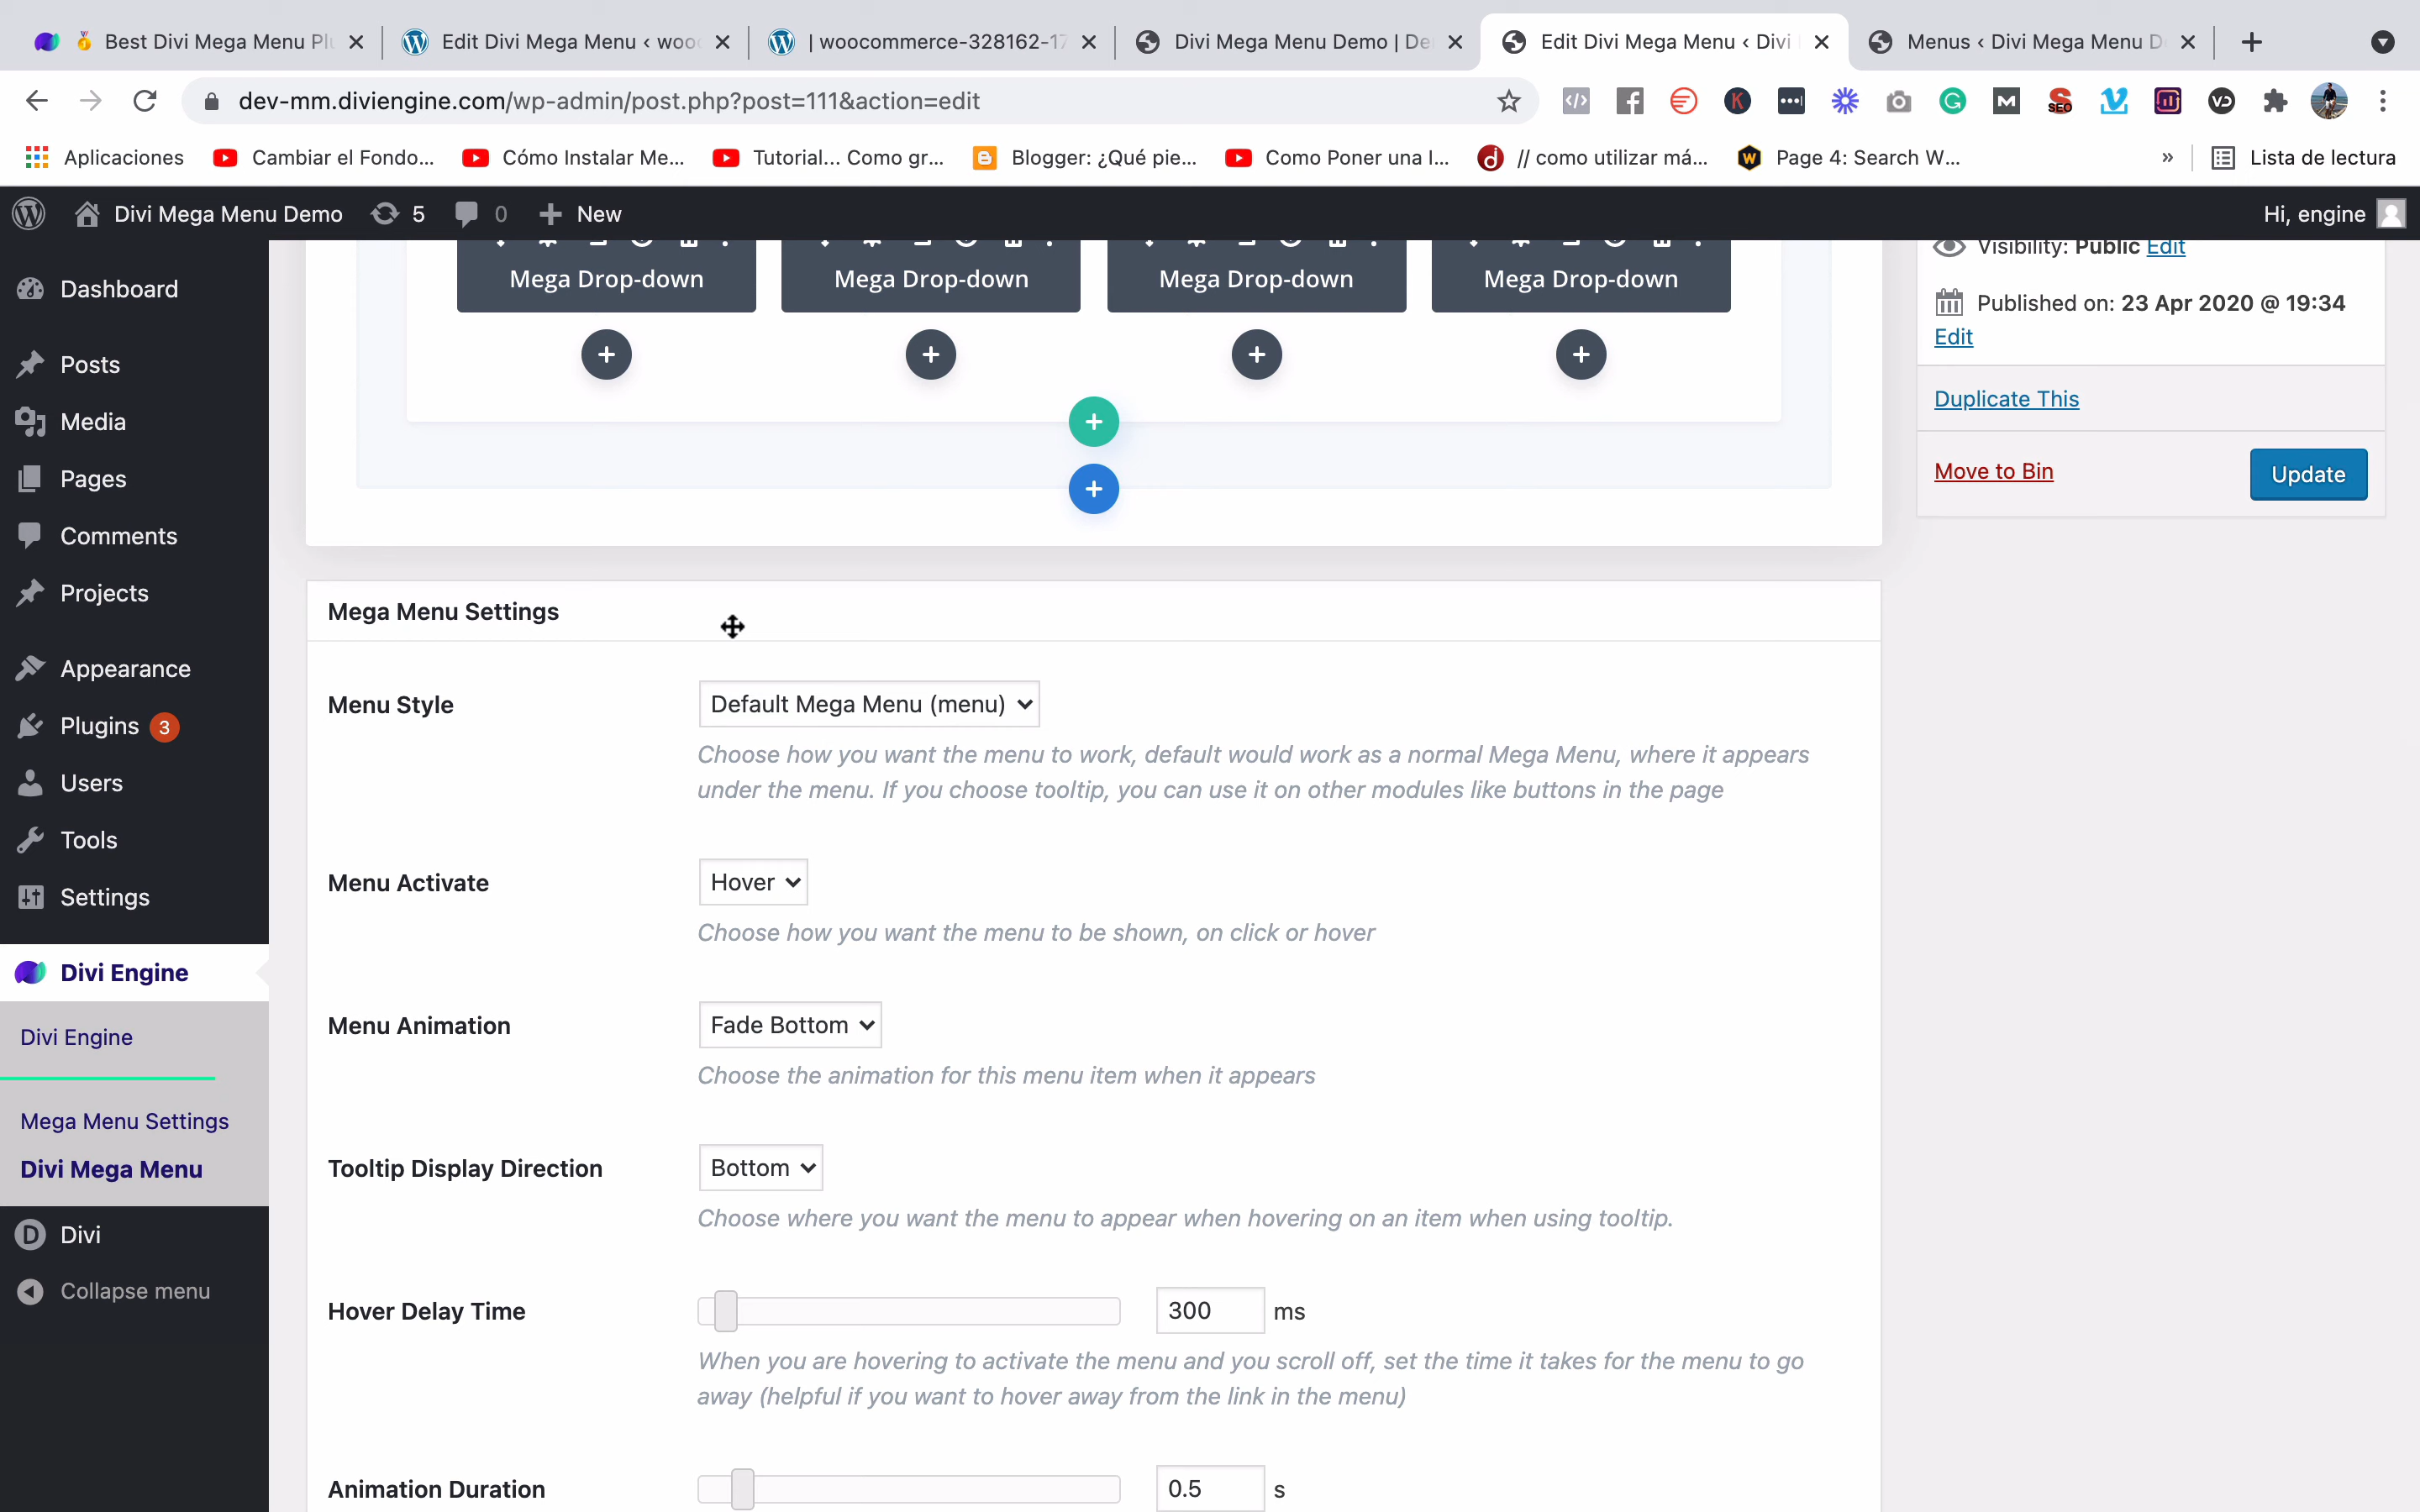 Best Divi Mega Menu Pl
Edit Divi Mega Menu ‹ woo
| woocommerce-328162-17
Divi Mega Menu Demo | De
Edit Divi Mega Menu ‹ Divi
Menus ‹ Divi Mega Menu D
dev-mm.diviengine.com/wp-admin/post.php?post=111&action=edit
Aplicaciones
Cambiar el Fondo...
Cómo Instalar Me...
Tutorial... Como gr...
Blogger: ¿Qué pie...
Como Poner una I...
// como utilizar má...
Page 4: Search W...
»
Lista de lectura
Divi Mega Menu Demo
5
0
New
Hi, engine
Dashboard
Posts
Media
Pages
Comments
Projects
Appearance
Plugins 3
Users
Tools
Settings
Divi Engine
Divi Engine
Mega Menu Settings
Divi Mega Menu
Divi
Collapse menu
Mega Drop-down
Mega Drop-down
Mega Drop-down
Mega Drop-down
Visibility: Public Edit
Published on: 23 Apr 2020 @ 19:34
Edit
Duplicate This
Move to Bin
Update
Mega Menu Settings
Menu Style
Default Mega Menu (menu)
Choose how you want the menu to work, default would work as a normal Mega Menu, where it appears
under the menu. If you choose tooltip, you can use it on other modules like buttons in the page
Menu Activate
Hover
Choose how you want the menu to be shown, on click or hover
Menu Animation
Fade Bottom
Choose the animation for this menu item when it appears
Tooltip Display Direction
Bottom
Choose where you want the menu to appear when hovering on an item when using tooltip.
Hover Delay Time
300 ms
When you are hovering to activate the menu and you scroll off, set the time it takes for the menu to go
away (helpful if you want to hover away from the link in the menu)
Animation Duration
0.5 s